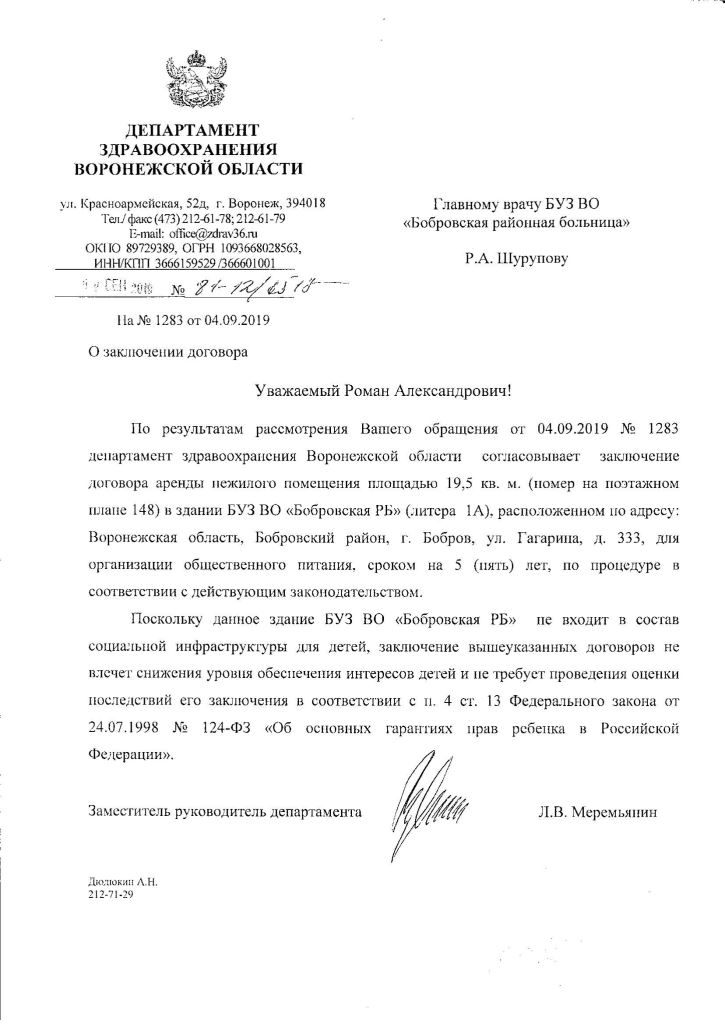 ДЕПАРТАМЕНТ
ЗДРАВООХРАНЕНИЯ
ВОРОНЕЖСКОЙ ОБЛАСТИ
ул. Красноармейская, 52д, г. Воронеж, 394018
Тел./ факс (473) 212-61-78; 212-61-79
E-mail: office@zdrav36.ru
ОКПО 89729389, ОГРН 1093668028563,
ИНН/КПП 3666159529 /366601001
СЕН 2019 № 81-12/
На № 1283 от 04.09.2019
Главному врачу БУЗ ВО
«Бобровская районная больница»
Р.А. Щурупову
О заключении договора
Уважаемый Роман Александрович!
По результатам рассмотрения Вашего обращения от 04.09.2019 № 1283
департамент здравоохранения Воронежской области согласовывает заключение
договора аренды нежилого помещения площадью 19,5 кв. м. (номер на поэтажном
плане 148) в здании БУЗ ВО «Бобровская РБ» (литера 1А), расположенном по адресу:
Воронежская область, Бобровский район, г. Бобров, ул. Гагарина, д. 333, для
организации общественного питания, сроком на 5 (пять) лет, по процедуре в
соответствии с действующим законодательством.
Поскольку данное здание БУЗ ВО «Бобровская РБ» не входит в состав
социальной инфраструктуры для детей, заключение вышеуказанных договоров не
влечет снижения уровня обеспечения интересов детей и не требует проведения оценки
последствий его заключения в соответствии с п. 4 ст. 13 Федерального закона от
24.07.1998 № 124-ФЗ «Об основных гарантиях прав ребенка в Российской
Федерации».
Заместитель руководитель департамента Л.В. Меремьянин
Дюдюкин А.Н.
212-71-29